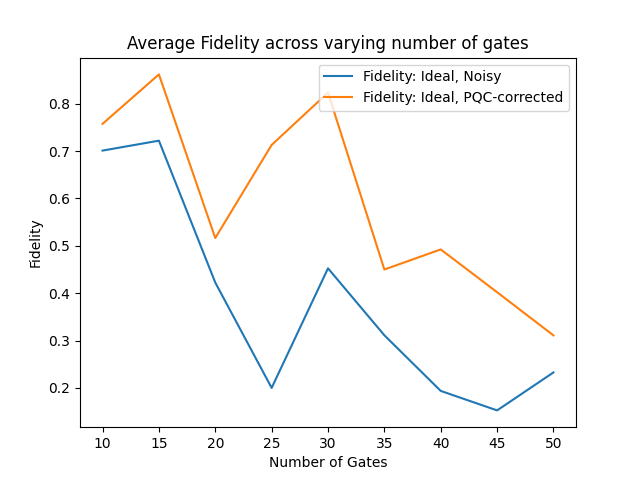 Average Fidelity across varying number of gates
Fidelity: Ideal, Noisy
Fidelity: Ideal, PQC-corrected
Fidelity
0.8
0.7
0.6
0.5
0.4
0.3
0.2
10 15 20 25 30 35 40 45 50
Number of Gates